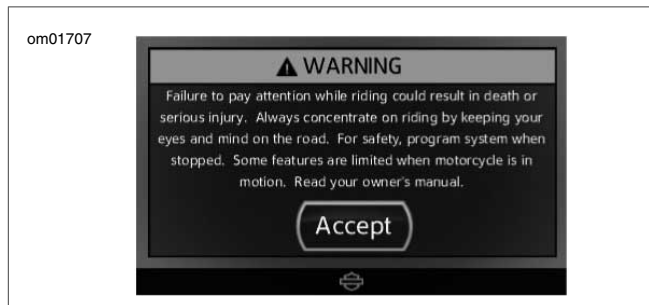 om01707
WARNING
Failure to pay attention while riding could result in death or
serious injury. Always concentrate on riding by keeping your
eyes and mind on the road. For safety, program system when
stopped. Some features are limited when motorcycle is in
motion. Read your owner's manual.
Accept